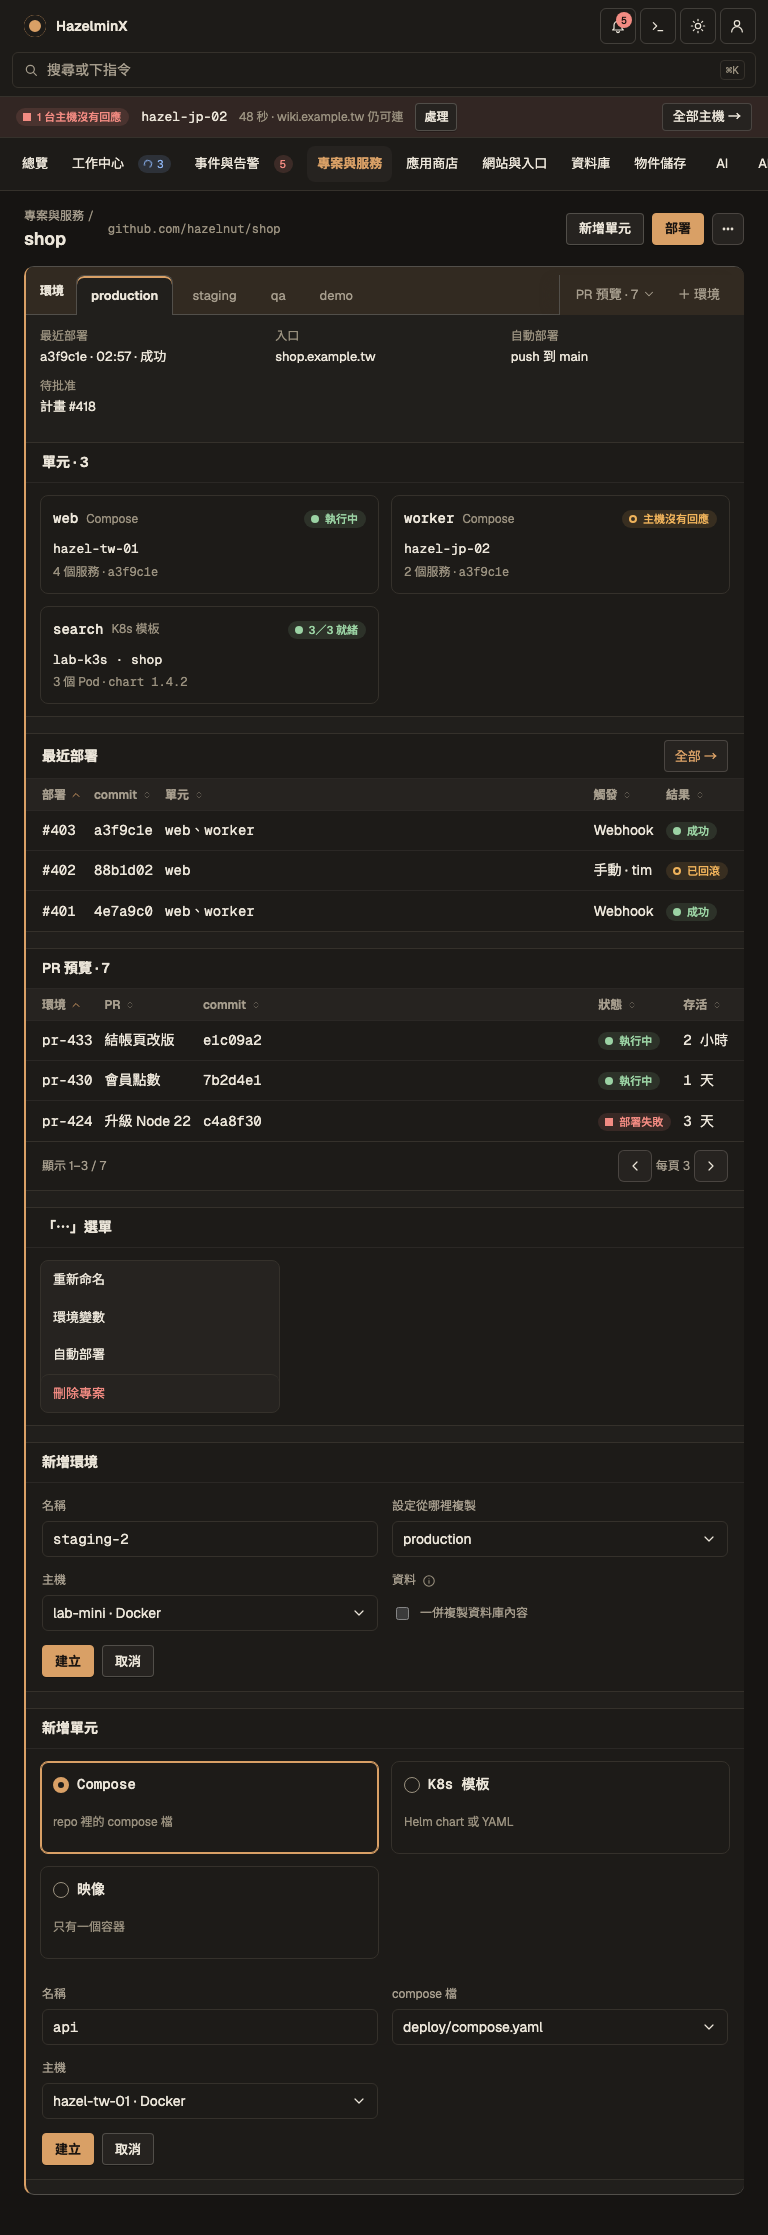 HazelminX
5
搜尋或下指令
⌘K
1 台主機沒有回應 hazel-jp-02 48 秒 · wiki.example.tw 仍可連 處理 全部主機 →
總覽 工作中心 3 事件與告警 5 專案與服務 應用商店 網站與入口 資料庫 物件儲存 AI
專案與服務 /
shop github.com/hazelnut/shop 新增單元 部署 ···
環境 production staging qa demo PR 預覽 · 7 + 環境
最近部署 入口 自動部署
a3f9c1e · 02:57 · 成功 shop.example.tw push 到 main
待批准
計畫 #418
單元 · 3
web Compose 執行中 worker Compose 主機沒有回應
hazel-tw-01 hazel-jp-02
4 個服務 · a3f9c1e 2 個服務 · a3f9c1e
search K8s 模板 3／3 就緒
lab-k3s · shop
3 個 Pod · chart 1.4.2
最近部署 全部 →
部署 commit 單元 觸發 結果
#403 a3f9c1e web、worker Webhook 成功
#402 88b1d02 web 手動 · tim 已回滾
#401 4e7a9c0 web、worker Webhook 成功
PR 預覽 · 7
環境 PR commit 狀態 存活
pr-433 結帳頁改版 e1c09a2 執行中 2 小時
pr-430 會員點數 7b2d4e1 執行中 1 天
pr-424 升級 Node 22 c4a8f30 部署失敗 3 天
顯示 1–3 / 7 每頁 3
「···」選單
重新命名
環境變數
自動部署
刪除專案
新增環境
名稱 設定從哪裡複製
staging-2 production
主機 資料
lab-mini · Docker 一併複製資料庫內容
建立 取消
新增單元
Compose K8s 模板
repo 裡的 compose 檔 Helm chart 或 YAML
映像
只有一個容器
名稱 compose 檔
api deploy/compose.yaml
主機
hazel-tw-01 · Docker
建立 取消